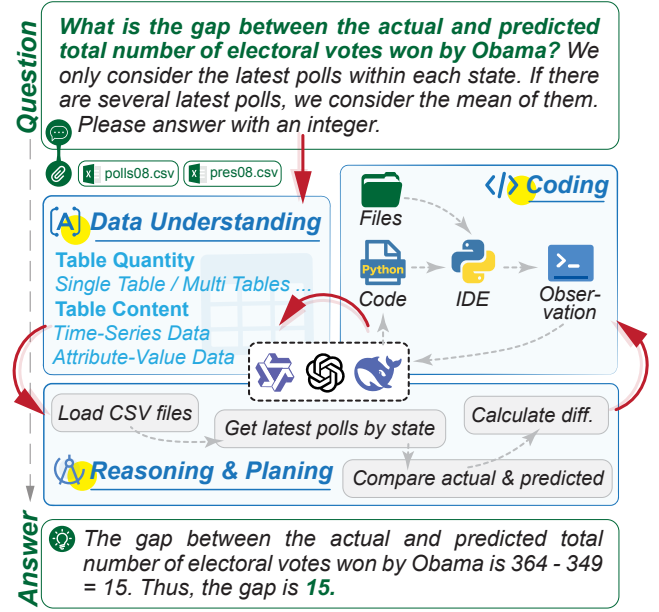 Question
What is the gap between the actual and predicted
total number of electoral votes won by Obama? We
only consider the latest polls within each state. If there
are several latest polls, we consider the mean of them.
Please answer with an integer.
polls08.csv
pres08.csv
[A] Data Understanding
Table Quantity
Single Table / Multi Tables ...
Table Content
Time-Series Data
Attribute-Value Data
</> Coding
Files
Python
Code
IDE
Obser-
vation
Load CSV files
Get latest polls by state
Calculate diff.
Compare actual & predicted
Reasoning & Planing
Answer
The gap between the actual and predicted total
number of electoral votes won by Obama is 364 - 349
= 15. Thus, the gap is 15.